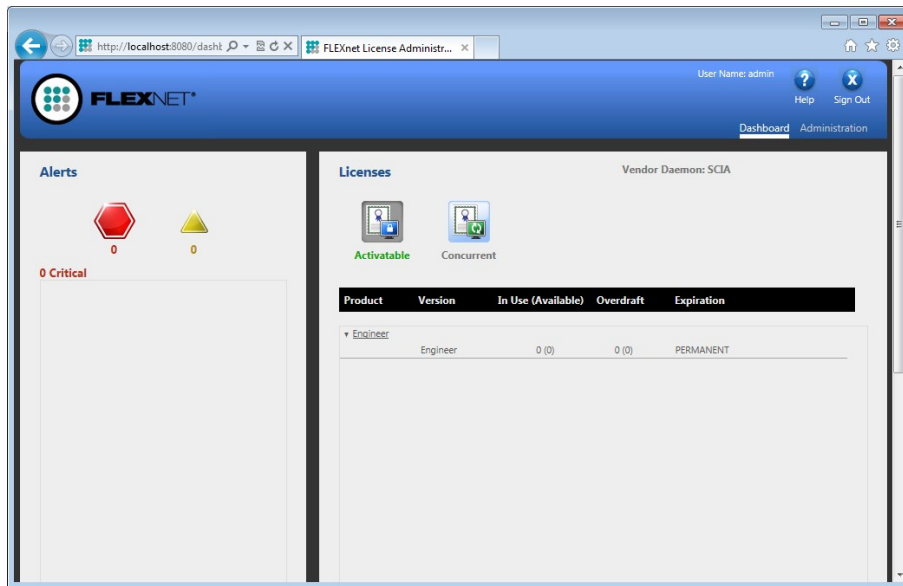 http://localhost:8080/dasht
FLEXnet License Administr...
FLEXNET®
User Name: admin
Help
Sign Out
Dashboard
Administration
Alerts
0
0
0 Critical
Licenses
Vendor Daemon: SCIA
Activatable
Concurrent
Product Version In Use (Available) Overdraft Expiration
Engineer
Engineer 0 (0) 0 (0) PERMANENT